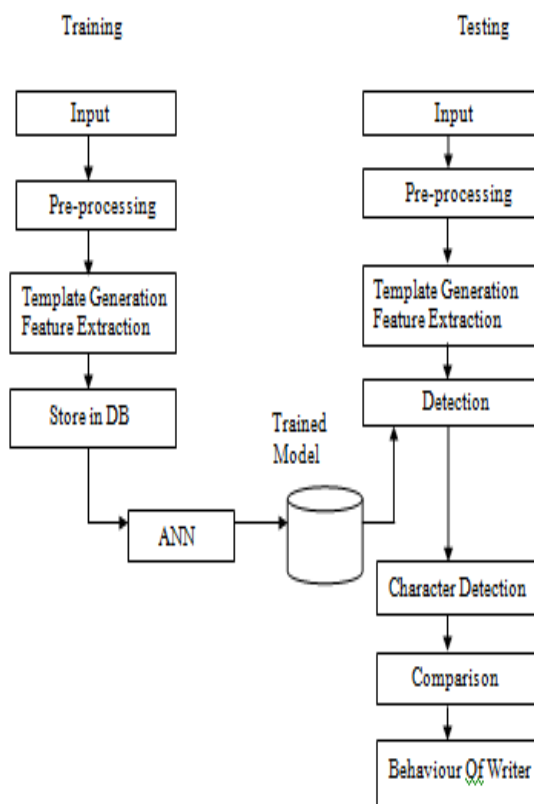 Training
Testing
Input
Input
Pre-processing
Pre-processing
Template Generation
Feature Extraction
Template Generation
Feature Extraction
Store in DB
Detection
Trained
Model
ANN
Character Detection
Comparison
Behaviour Of Writer